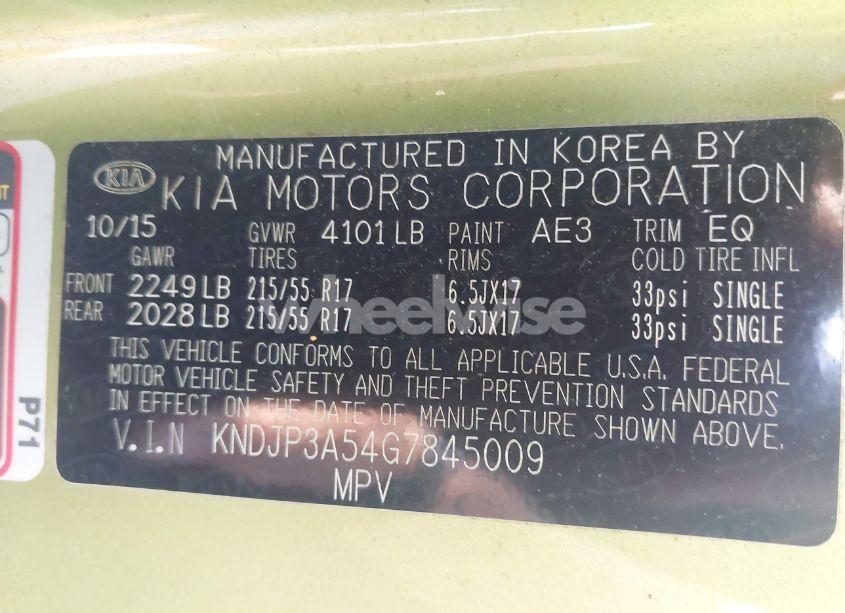 MANUFACTURED IN KOREA BY
KIA KIA MOTORS CORPORATION
10/15 GVWR 4101 LB PAINT AE3 TRIM EQ
GAWR TIRES RIMS COLD TIRE INFL
FRONT 2249 LB 215/55 R17 6.5JX17 33psi SINGLE
REAR 2028 LB 215/55 R17 6.5JX17 33psi SINGLE
THIS VEHICLE CONFORMS TO ALL APPLICABLE U.S.A. FEDERAL
MOTOR VEHICLE SAFETY AND THEFT PREVENTION STANDARDS
IN EFFECT ON THE DATE OF MANUFACTURE SHOWN ABOVE.
V.I.N KNDJP3A54G7845009
MPV
P71
wheelhouse